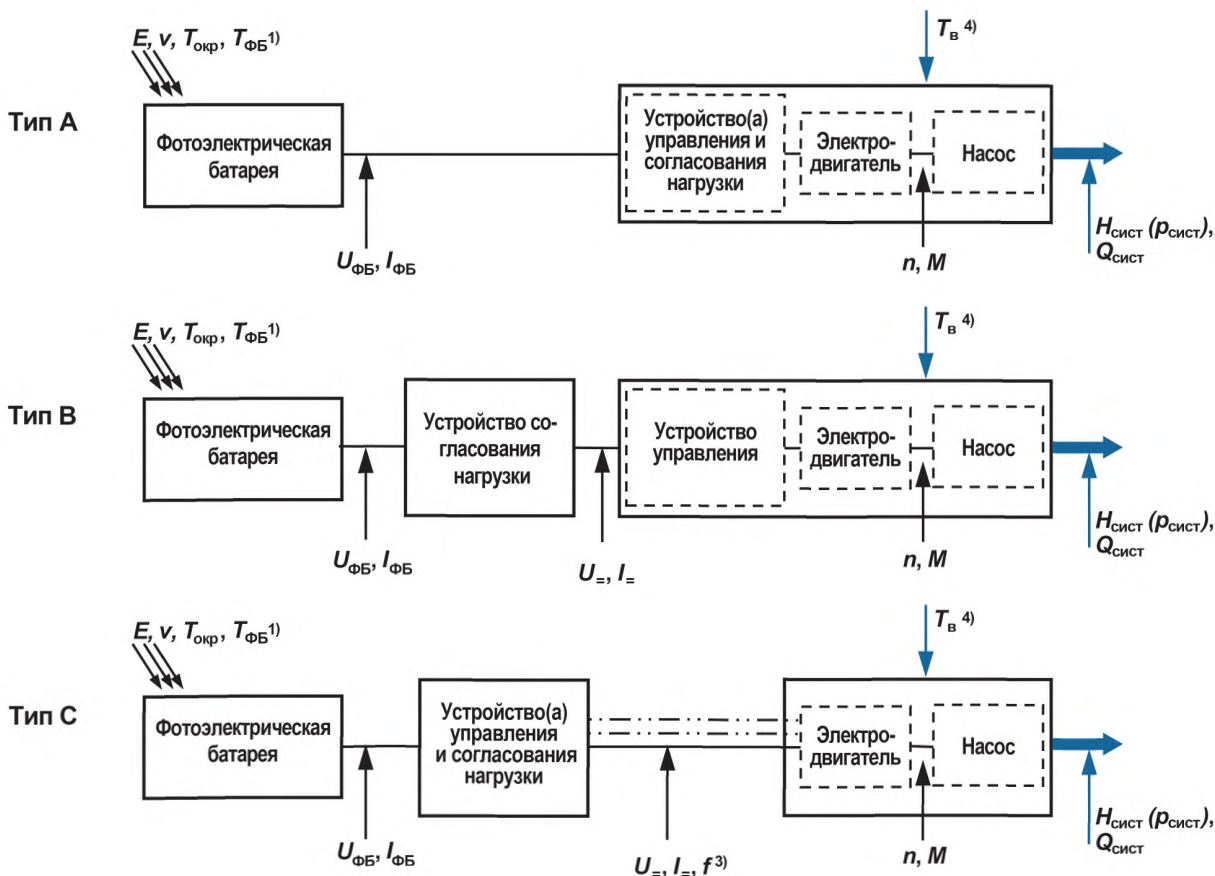 E, v, Tокр, TФБ1)
Tв 4)
Тип A
Фотоэлектрическая
батарея
Устройство(а)
управления и
согласования
нагрузки
Электро-
двигатель
Насос
UФБ, IФБ
n, M
Hсист (pсист),
Qсист
E, v, Tокр, TФБ1)
Tв 4)
Тип B
Фотоэлектрическая
батарея
Устройство со-
гласования
нагрузки
Устройство
управления
Электро-
двигатель
Насос
UФБ, IФБ
U=, I=
n, M
Hсист (pсист),
Qсист
E, v, Tокр, TФБ1)
Tв 4)
Тип C
Фотоэлектрическая
батарея
Устройство(а)
управления
и согласования
нагрузки
Электро-
двигатель
Насос
UФБ, IФБ
U=, I=, f 3)
n, M
Hсист (pсист),
Qсист